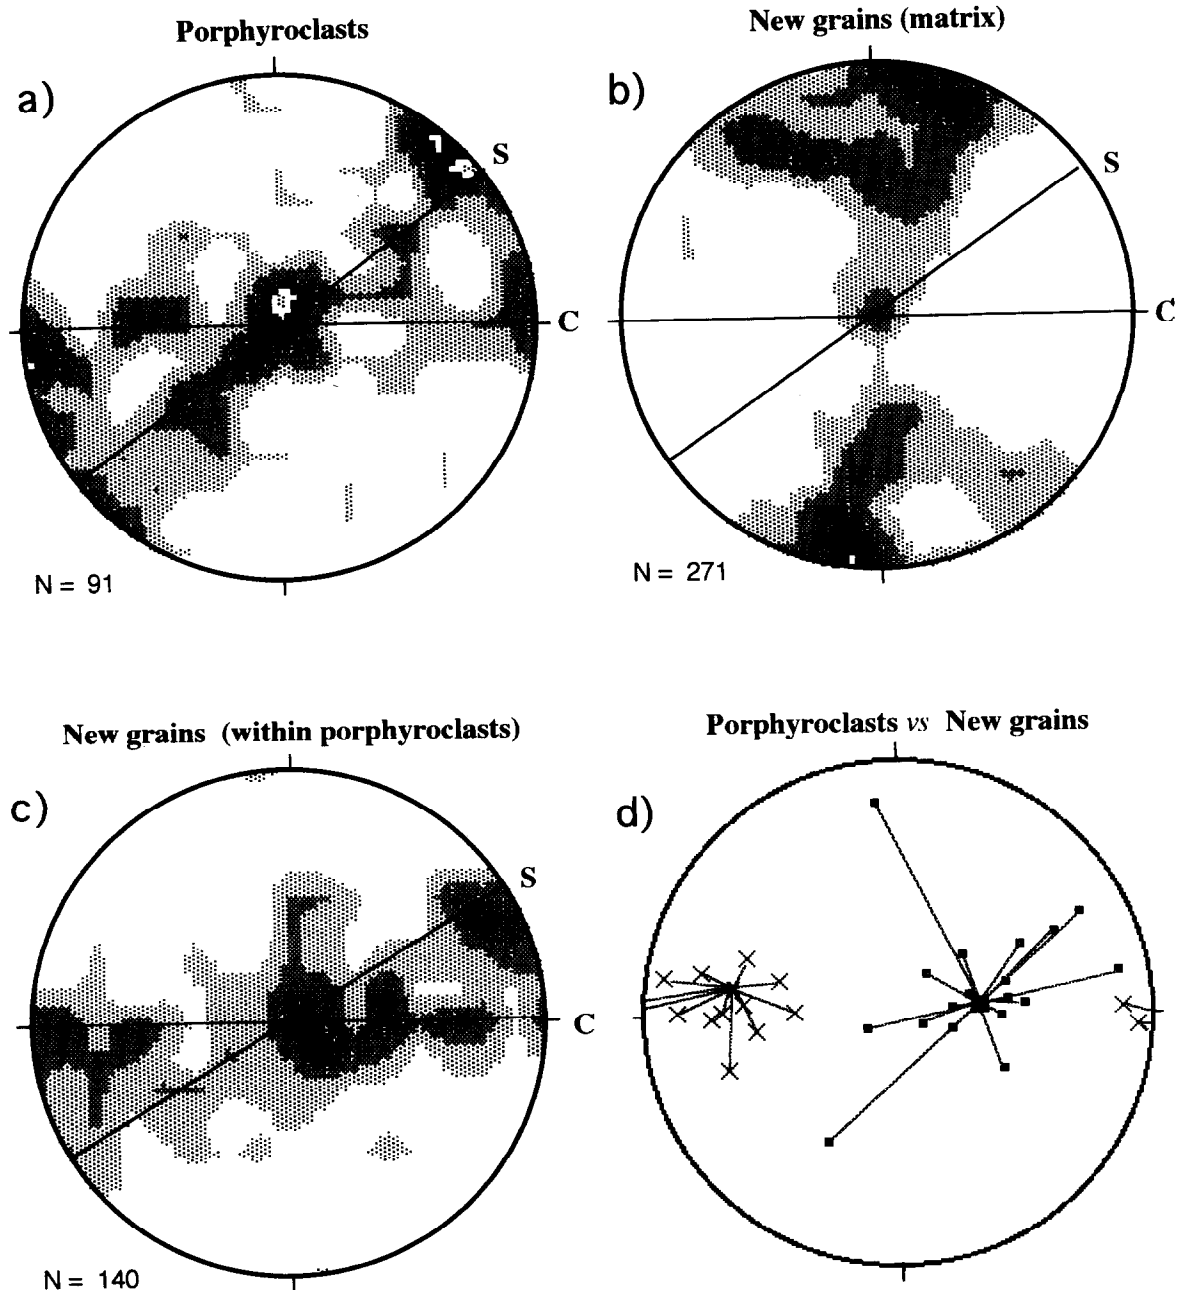 Porphyroclasts
a)
S
C
N = 91
New grains (matrix)
b)
S
C
N = 271
New grains (within porphyroclasts)
c)
S
C
N = 140
Porphyroclasts vs New grains
d)